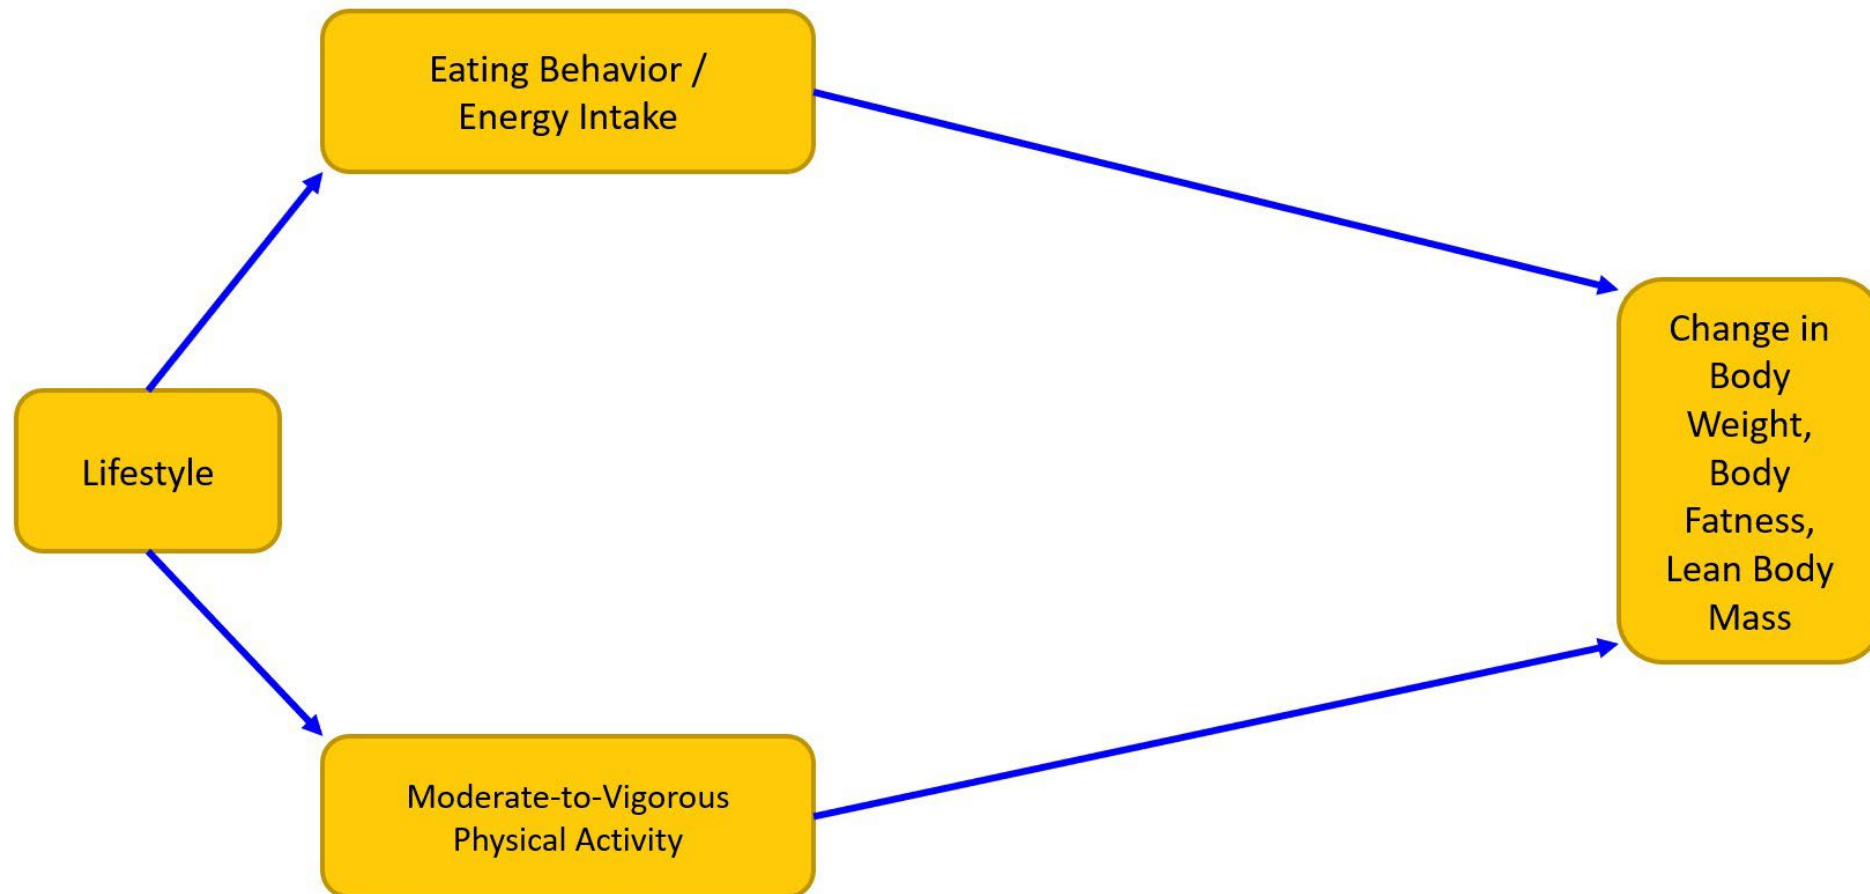 Eating Behavior /
Energy Intake
Lifestyle
Change in
Body
Weight,
Body
Fatness,
Lean Body
Mass
Moderate-to-Vigorous
Physical Activity